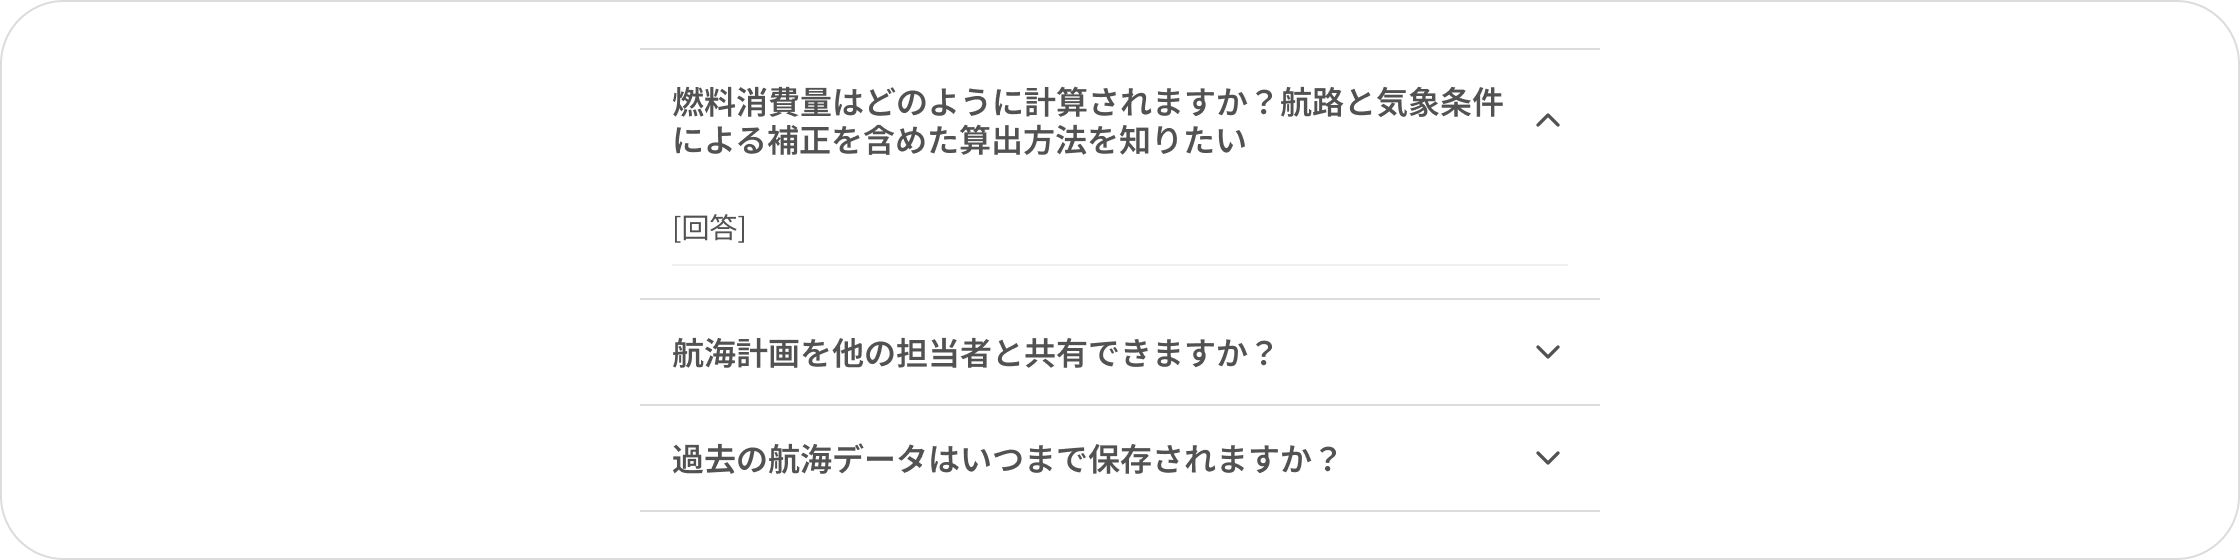 燃料消費量はどのように計算されますか？航路と気象条件
による補正を含めた算出方法を知りたい
[回答]
航海計画を他の担当者と共有できますか？
過去の航海データはいつまで保存されますか？